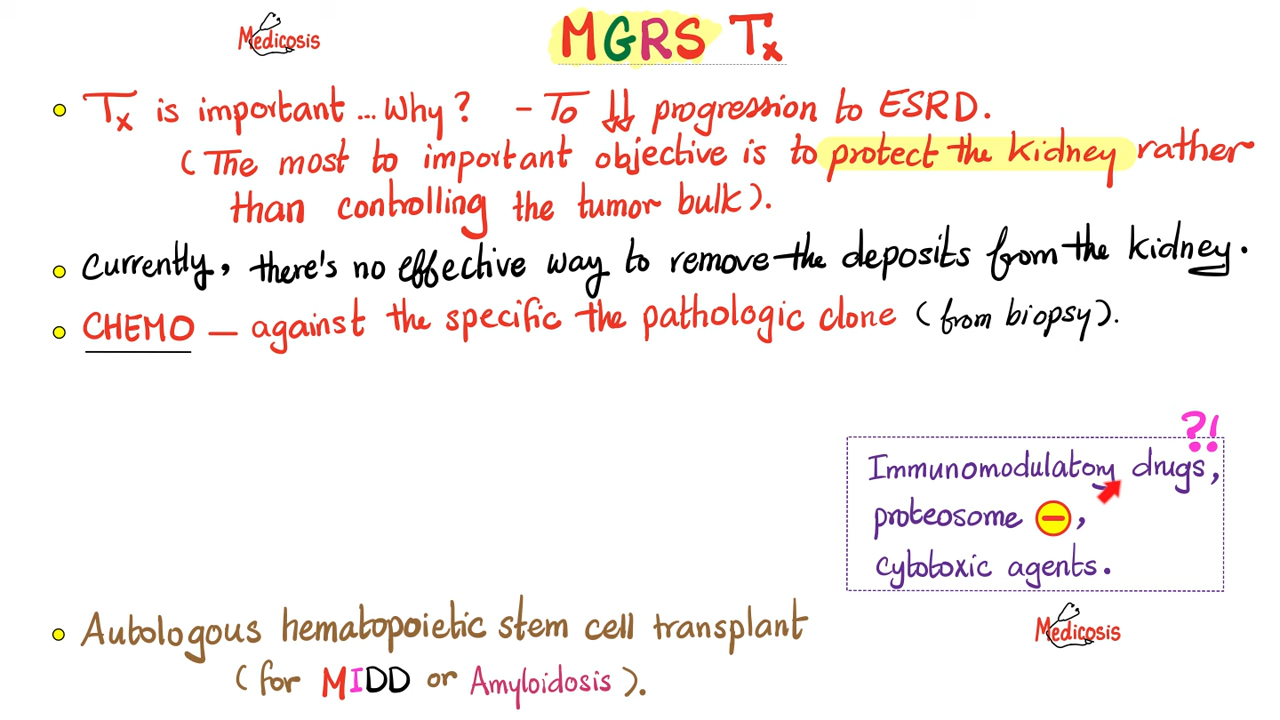 Medicosis
MGRS Tx
Tx is important ... Why? - To ↓↓ progression to ESRD.
(The most to important objective is to protect the kidney rather
than controlling the tumor bulk).
Currently, there's no effective way to remove the deposits from the kidney.
CHEMO — against the specific the pathologic clone (from biopsy).
?!
Immunomodulatory drugs,
proteosome −,
cytotoxic agents.
Autologous hematopoietic stem cell transplant
(for MIDD or Amyloidosis).
Medicosis